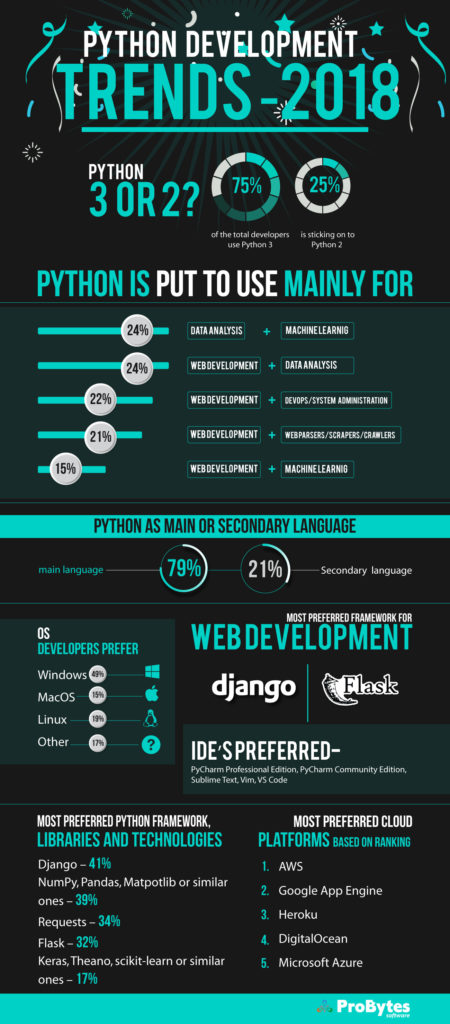 PYTHON DEVELOPMENT
TRENDS - 2018
PYTHON
3 OR 2?
75%
25%
of the total developers
use Python 3
is sticking on to
Python 2
PYTHON IS PUT TO USE MAINLY FOR
24% DATA ANALYSIS + MACHINE LEARNIG
24% WEB DEVELOPMENT + DATA ANALYSIS
22% WEB DEVELOPMENT + DEVOPS/SYSTEM ADMINISTRATION
21% WEB DEVELOPMENT + WEB PARSERS/SCRAPERS/CRAWLERS
15% WEB DEVELOPMENT + MACHINE LEARNIG
PYTHON AS MAIN OR SECONDARY LANGUAGE
main language 79% 21% Secondary language
OS
DEVELOPERS PREFER
Windows 49%
MacOS 15%
Linux 19%
Other 17% ?
MOST PREFERRED FRAMEWORK FOR
WEB DEVELOPMENT
django
Flask
IDE'S PREFERRED–
PyCharm Professional Edition, PyCharm Community Edition,
Sublime Text, Vim, VS Code
MOST PREFERRED PYTHON FRAMEWORK,
LIBRARIES AND TECHNOLOGIES
Django – 41%
NumPy, Pandas, Matpotlib or similar
ones – 39%
Requests – 34%
Flask – 32%
Keras, Theano, scikit-learn or similar
ones – 17%
MOST PREFERRED CLOUD
PLATFORMS BASED ON RANKING
1. AWS
2. Google App Engine
3. Heroku
4. DigitalOcean
5. Microsoft Azure
ProBytes
software